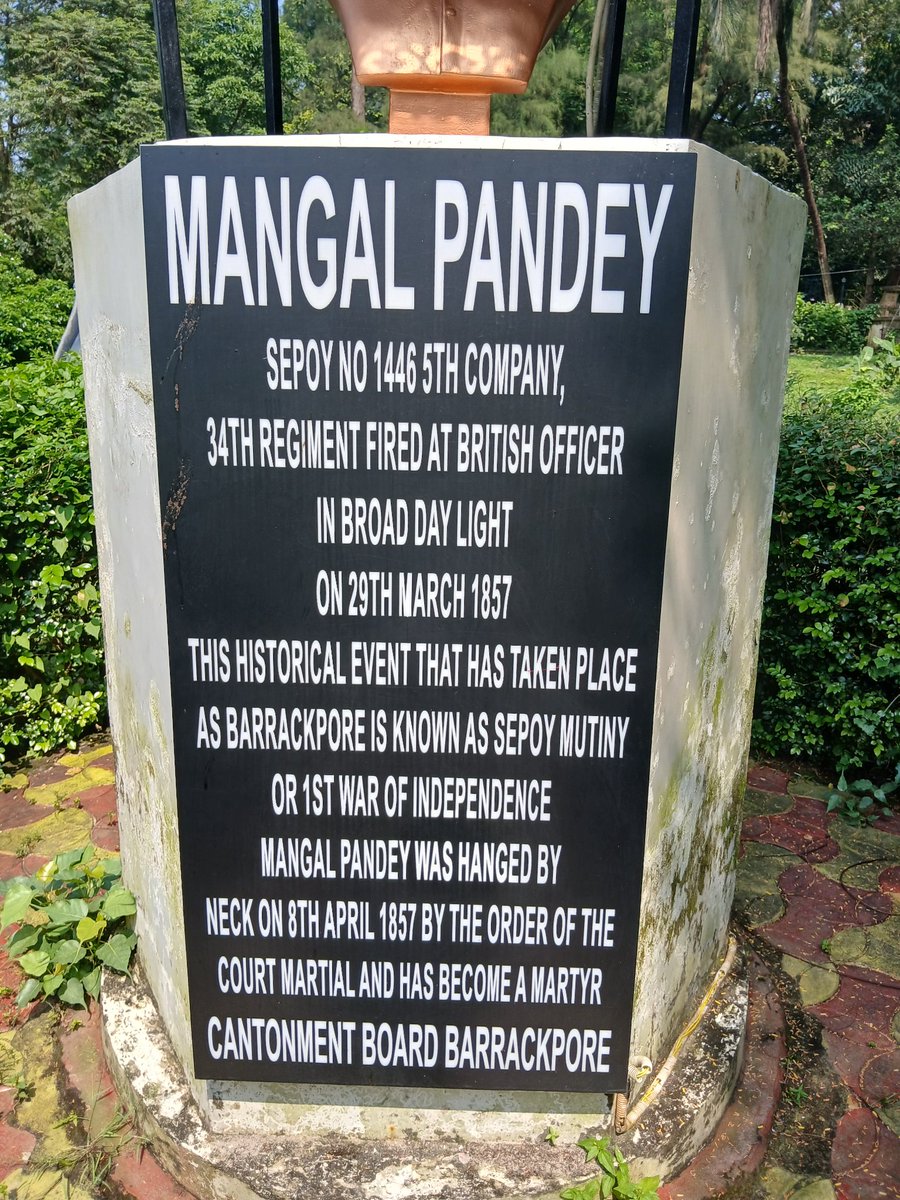 MANGAL PANDEY
SEPOY NO 1446 5TH COMPANY,
34TH REGIMENT FIRED AT BRITISH OFFICER
IN BROAD DAY LIGHT
ON 29TH MARCH 1857
THIS HISTORICAL EVENT THAT HAS TAKEN PLACE
AS BARRACKPORE IS KNOWN AS SEPOY MUTINY
OR 1ST WAR OF INDEPENDENCE
MANGAL PANDEY WAS HANGED BY
NECK ON 8TH APRIL 1857 BY THE ORDER OF THE
COURT MARTIAL AND HAS BECOME A MARTYR
CANTONMENT BOARD BARRACKPORE